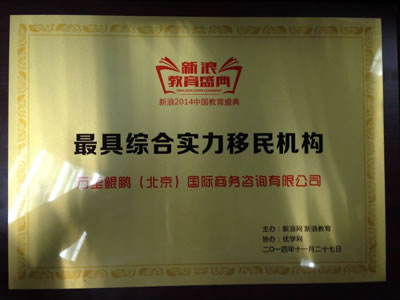 新浪
教育盛典
新浪2014中国教育盛典
最具综合实力移民机构
鲲鹏（北京）国际商务咨询有限公司
主办：新浪网 新浪教育
协办：优学网
二〇一四年十一月二十七日